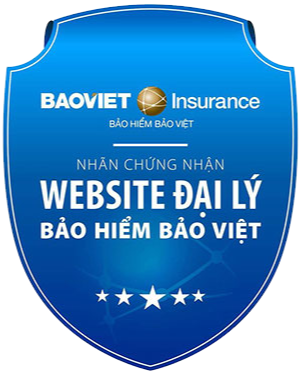 BAOVIET Insurance
BẢO HIỂM BẢO VIỆT
NHÃN CHỨNG NHẬN
WEBSITE ĐẠI LÝ
BẢO HIỂM BẢO VIỆT